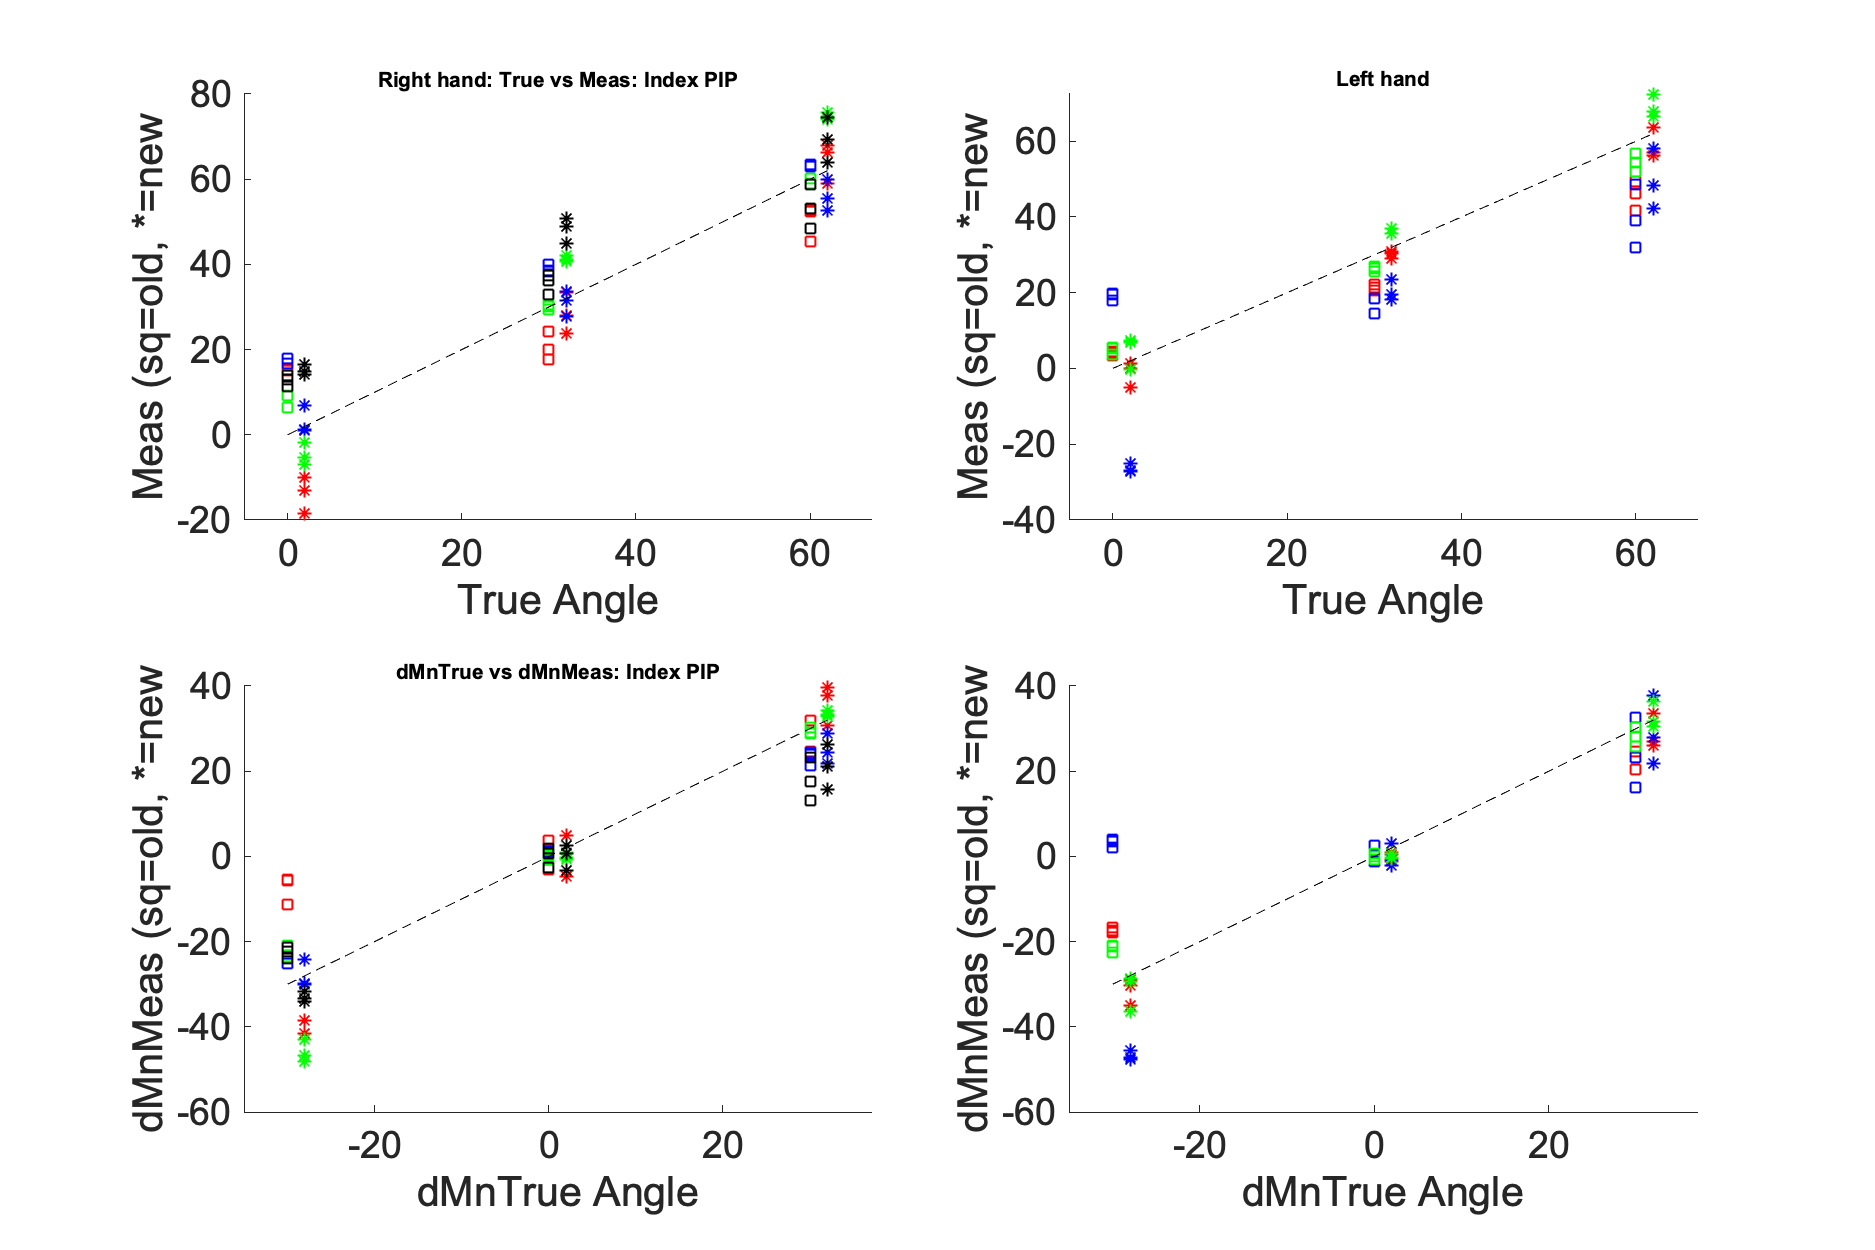 Right hand: True vs Meas: Index PIP
Meas (sq=old, *=new
80
60
40
20
0
-20
0 20 40 60
True Angle
Left hand
Meas (sq=old, *=new
60
40
20
0
-20
-40
0 20 40 60
True Angle
dMnTrue vs dMnMeas: Index PIP
dMnMeas (sq=old, *=new
40
20
0
-20
-40
-60
-20 0 20
dMnTrue Angle
dMnMeas (sq=old, *=new
40
20
0
-20
-40
-60
-20 0 20
dMnTrue Angle